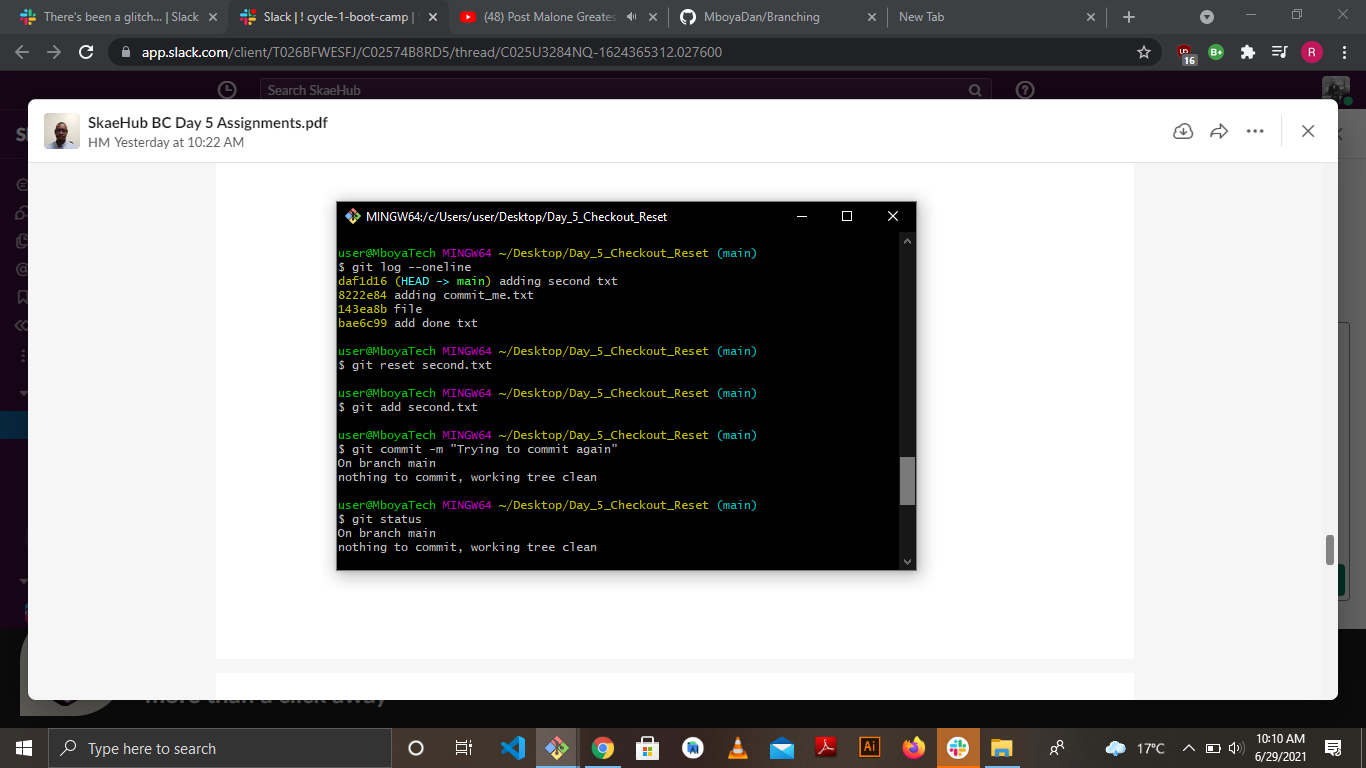 There's been a glitch... | Slack
Slack | ! cycle-1-boot-camp |
(48) Post Malone Greates
MboyaDan/Branching
New Tab
app.slack.com/client/T026BFWESFJ/C02574B8RD5/thread/C025U3284NQ-1624365312.027600
16
B+
R
Search SkaeHub
SkaeHub BC Day 5 Assignments.pdf
HM Yesterday at 10:22 AM
MINGW64:/c/Users/user/Desktop/Day_5_Checkout_Reset
user@MboyaTech MINGW64 ~/Desktop/Day_5_Checkout_Reset (main)
$ git log --oneline
daf1d16 (HEAD -> main) adding second txt
8222e84 adding commit_me.txt
143ea8b file
bae6c99 add done txt
user@MboyaTech MINGW64 ~/Desktop/Day_5_Checkout_Reset (main)
$ git reset second.txt
user@MboyaTech MINGW64 ~/Desktop/Day_5_Checkout_Reset (main)
$ git add second.txt
user@MboyaTech MINGW64 ~/Desktop/Day_5_Checkout_Reset (main)
$ git commit -m "Trying to commit again"
On branch main
nothing to commit, working tree clean
user@MboyaTech MINGW64 ~/Desktop/Day_5_Checkout_Reset (main)
$ git status
On branch main
nothing to commit, working tree clean
more than a click away
Type here to search
Ai
17°C
10:10 AM
6/29/2021